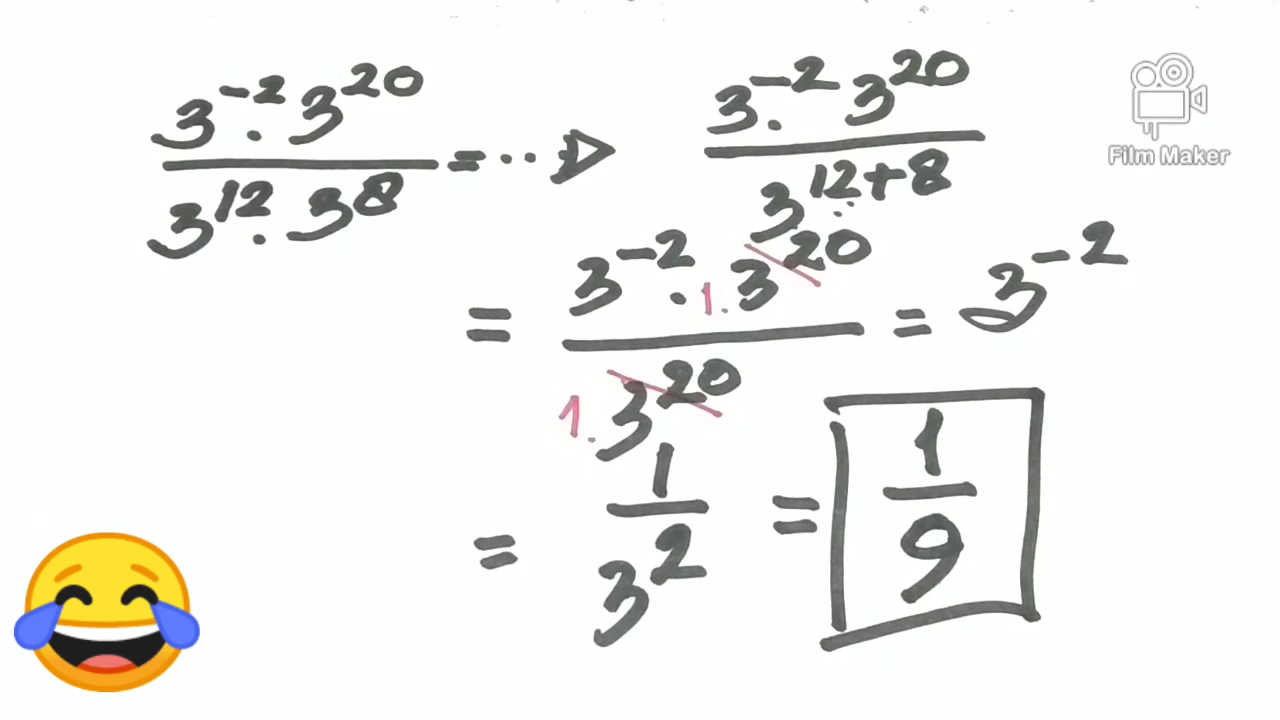 3^-2 . 3^20 / 3^12 . 3^8 = ... 3^-2 . 3^20 / 3^12+8
Film Maker
= 3^-2 . 1 . 3^20 / 1 . 3^20 = 3^-2
= 1 / 3^2 = 1 / 9